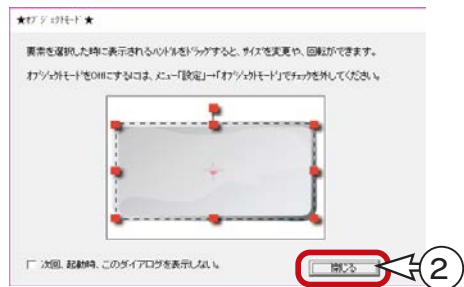 ★オブジェクトモード★
要素を選択した時に表示されるハンドルをドラッグすると、サイズを変更や、回転ができます。
オブジェクトモードをOffにするには、メニュー「設定」→「オブジェクトモード」でチェックを外してください。
次回、起動時、このダイアログを表示しない。
閉じる
2